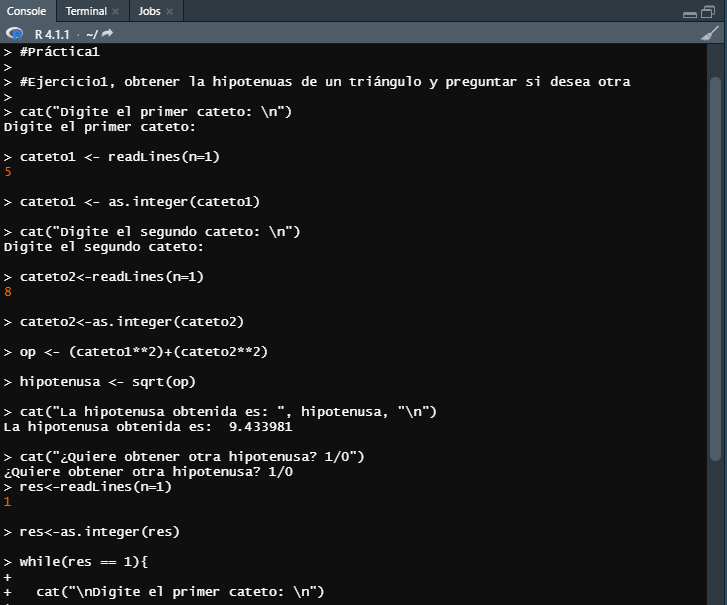 Console Terminal Jobs
R 4.1.1 · ~/
> #Práctica1
>
> #Ejercicio1, obtener la hipotenuas de un triángulo y preguntar si desea otra
>
> cat("Digite el primer cateto: \n")
Digite el primer cateto:
> cateto1 <- readLines(n=1)
5
> cateto1 <- as.integer(cateto1)
> cat("Digite el segundo cateto: \n")
Digite el segundo cateto:
> cateto2<-readLines(n=1)
8
> cateto2<-as.integer(cateto2)
> op <- (cateto1**2)+(cateto2**2)
> hipotenusa <- sqrt(op)
> cat("La hipotenusa obtenida es: ", hipotenusa, "\n")
La hipotenusa obtenida es:  9.433981
> cat("¿Quiere obtener otra hipotenusa? 1/0")
¿Quiere obtener otra hipotenusa? 1/0
> res<-readLines(n=1)
1
> res<-as.integer(res)
> while(res == 1){
+
+   cat("\nDigite el primer cateto: \n")